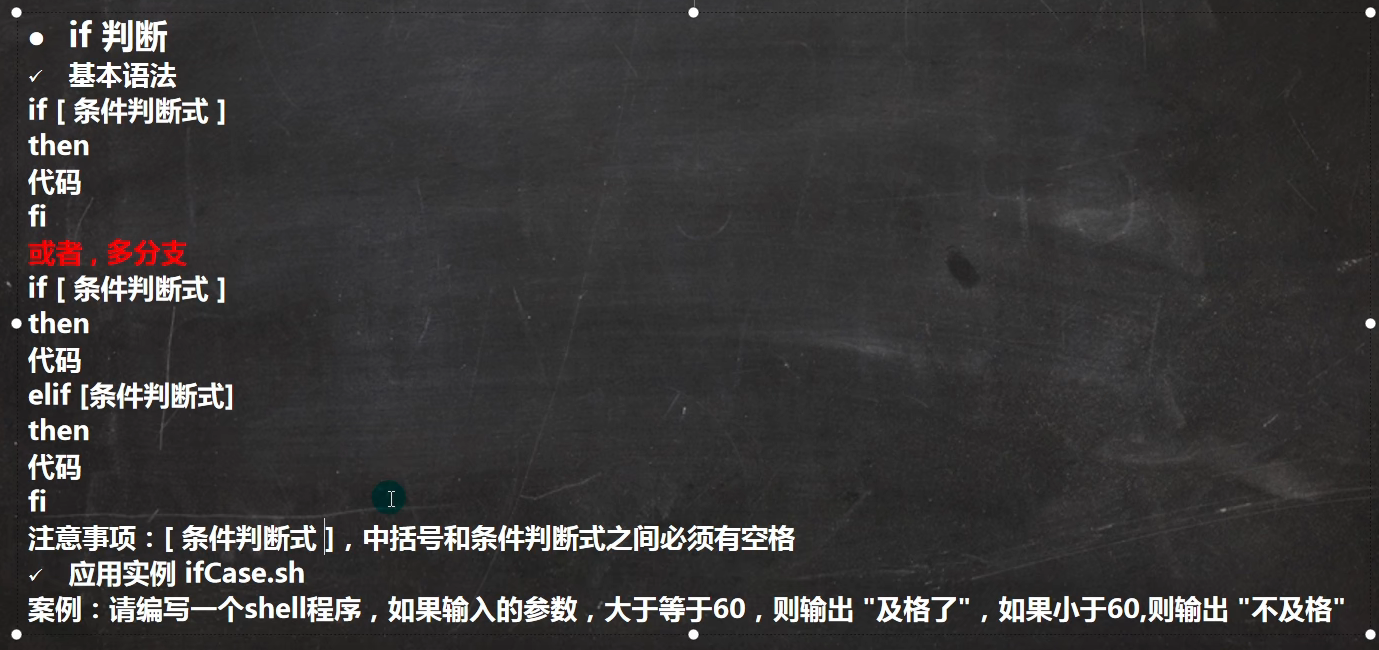 ● if 判断
✓ 基本语法
if [ 条件判断式 ]
then
代码
fi
或者，多分支
if [ 条件判断式 ]
then
代码
elif [条件判断式]
then
代码
fi
注意事项：[ 条件判断式 ]，中括号和条件判断式之间必须有空格
✓ 应用实例 ifCase.sh
案例：请编写一个shell程序，如果输入的参数，大于等于60，则输出 "及格了"，如果小于60,则输出 "不及格"